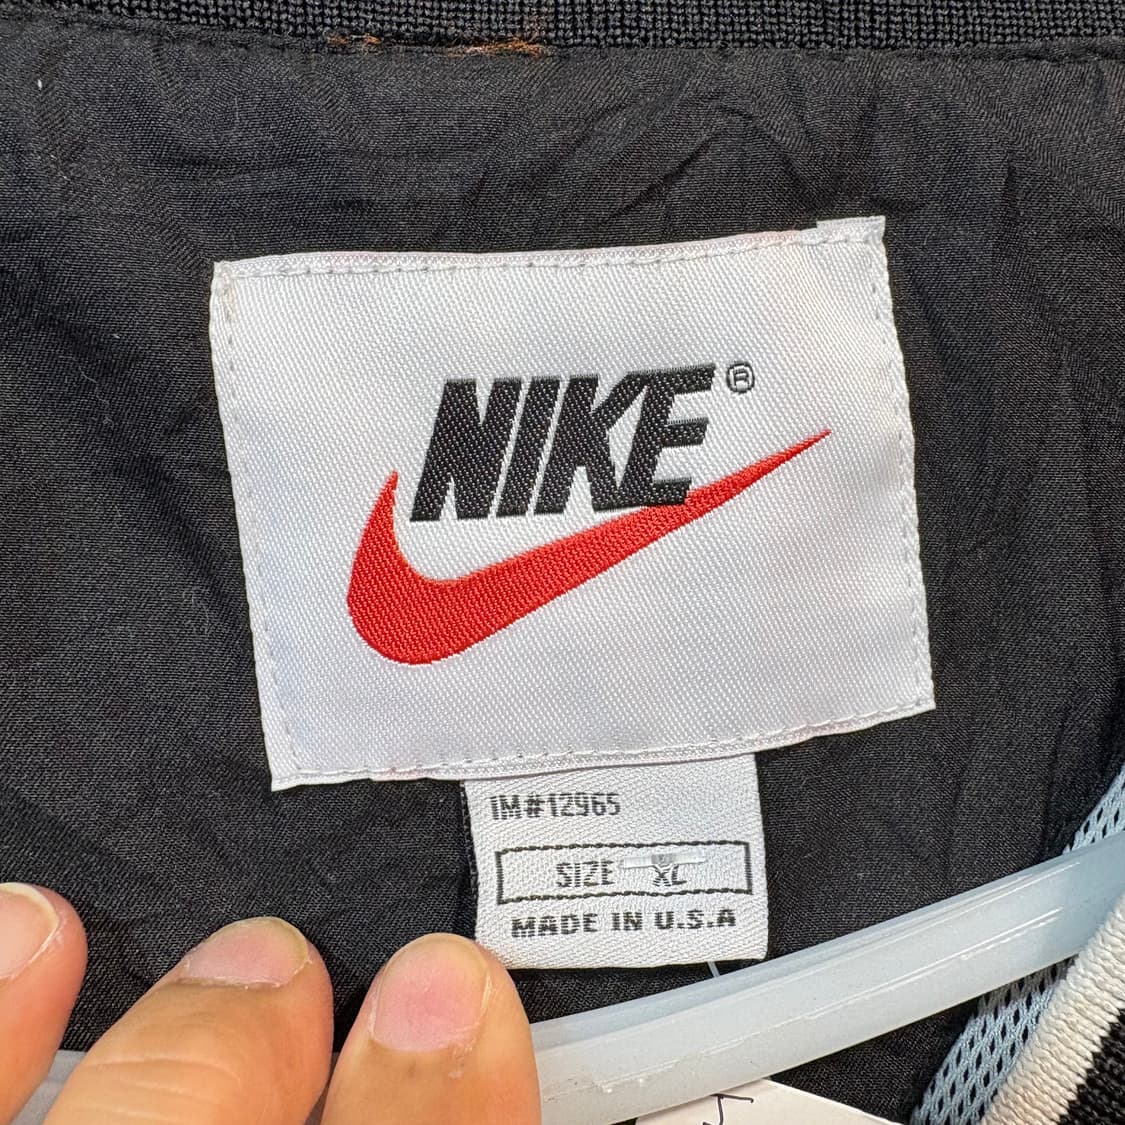 NIKE®
IM#12965
SIZE XL
MADE IN U.S.A